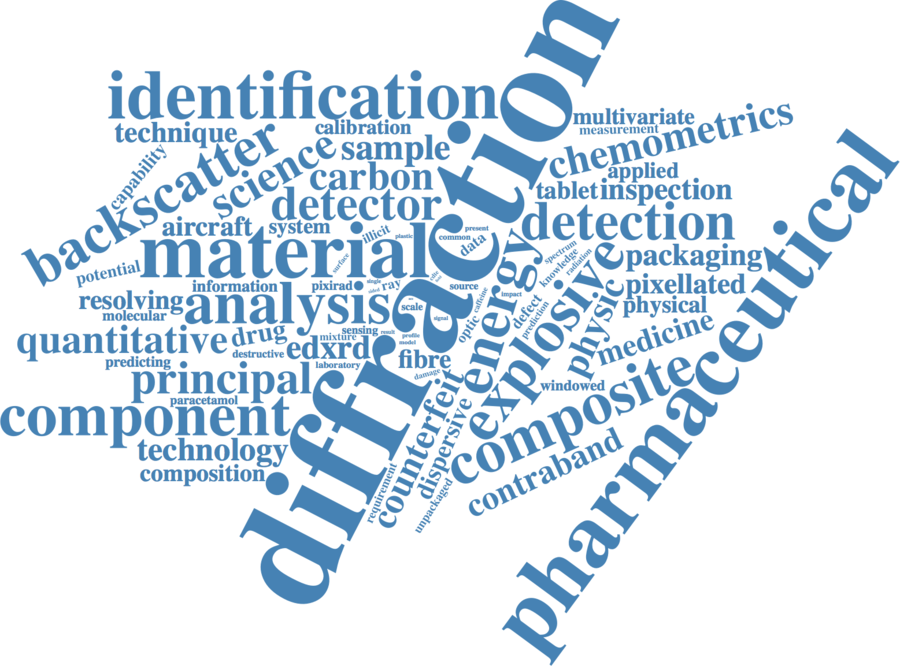 diffraction
pharmaceutical
identification
technique
calibration
multivariate
measurement
chemometrics
capability
backscatter
science
sample
carbon
applied
tablet
inspection
detector
detection
aircraft
system
illicit
plastic
present
common
data
material
surface
spectrum
knowledge
radiation
packaging
potential
information
pixirad
single
sided
ray
source
caffeine
impact
pixellated
resolving
molecular
analysis
scale
signal
optic
energy
defect
prediction
explosive
physic
physical
quantitative
drug
destructive
edxrd
sensing
mixture
result
profile
model
laboratory
fibre
damage
medicine
predicting
principal
paracetamol
windowed
component
composite
counterfeit
dispersive
requirement
unpackaged
contraband
technology
composition